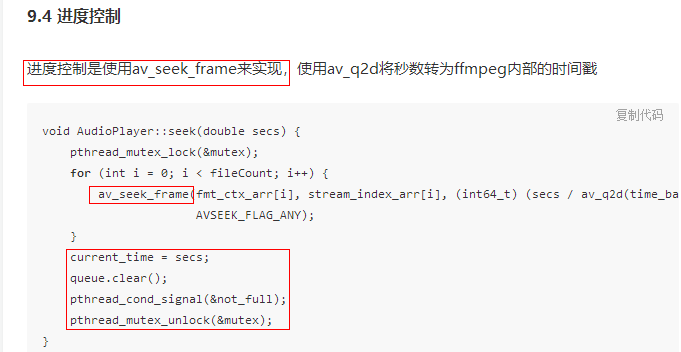 9.4 进度控制
进度控制是使用av_seek_frame来实现，使用av_q2d将秒数转为ffmpeg内部的时间戳
复制代码
void AudioPlayer::seek(double secs) {
pthread_mutex_lock(&mutex);
for (int i = 0; i < fileCount; i++) {
av_seek_frame(fmt_ctx_arr[i], stream_index_arr[i], (int64_t) (secs / av_q2d(time_ba
AVSEEK_FLAG_ANY);
}
current_time = secs;
queue.clear();
pthread_cond_signal(&not_full);
pthread_mutex_unlock(&mutex);
}